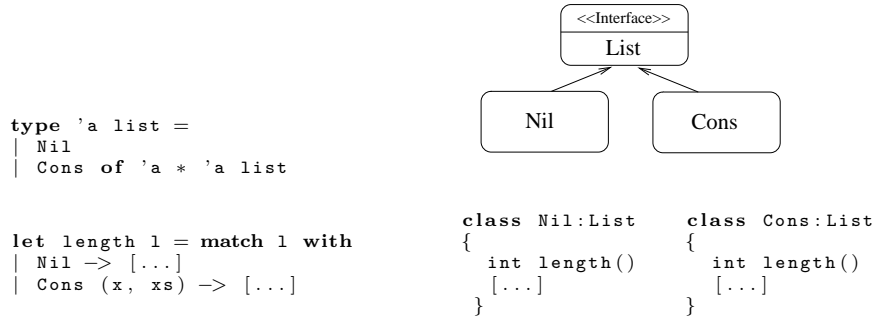 type 'a list =
| Nil
| Cons of 'a * 'a list
let length l = match l with
| Nil −> [...]
| Cons (x, xs) −> [...]
<<Interface>>
List
Nil
Cons
class Nil:List
{
int length()
[...]
}
class Cons:List
{
int length()
[...]
}